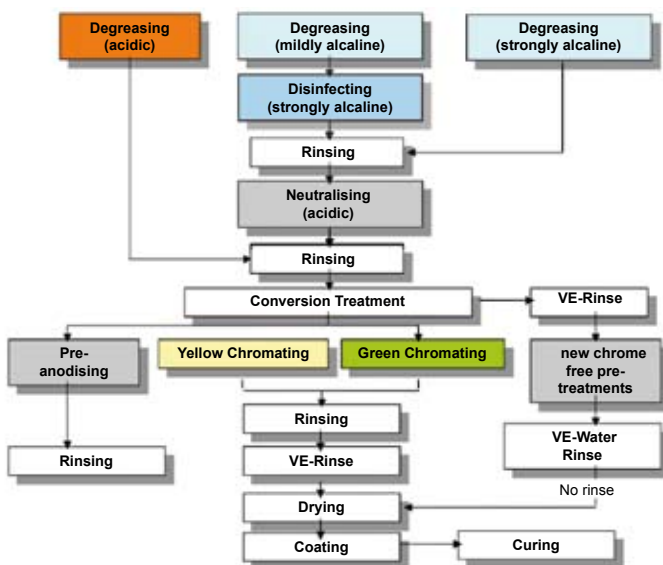 Degreasing
(acidic)
Degreasing
(mildly alcaline)
Degreasing
(strongly alcaline)
Disinfecting
(strongly alcaline)
Rinsing
Neutralising
(acidic)
Rinsing
Conversion Treatment
VE-Rinse
Pre-
anodising
Yellow Chromating
Green Chromating
new chrome
free pre-
treatments
Rinsing
Rinsing
VE-Rinse
VE-Water
Rinse
No rinse
Drying
Coating
Curing